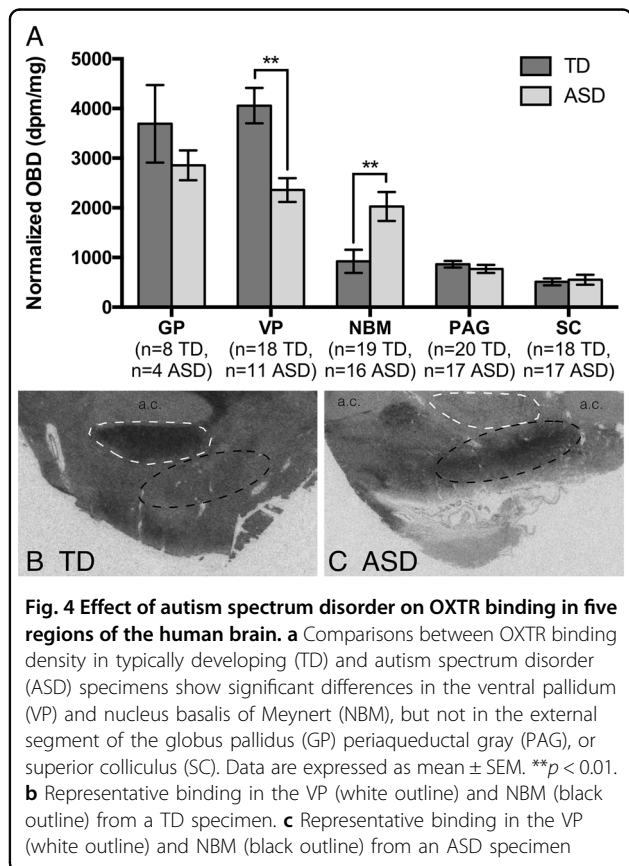 A
Normalized OBD (dpm/mg)
5000
4000
3000
2000
1000
0
**
**
TD
ASD
GP VP NBM PAG SC
(n=8 TD, (n=18 TD, (n=19 TD, (n=20 TD, (n=18 TD,
n=4 ASD) n=11 ASD) n=16 ASD) n=17 ASD) n=17 ASD)
a.c.
B TD
a.c. a.c.
C ASD
Fig. 4 Effect of autism spectrum disorder on OXTR binding in five
regions of the human brain. a Comparisons between OXTR binding
density in typically developing (TD) and autism spectrum disorder
(ASD) specimens show significant differences in the ventral pallidum
(VP) and nucleus basalis of Meynert (NBM), but not in the external
segment of the globus pallidus (GP) periaqueductal gray (PAG), or
superior colliculus (SC). Data are expressed as mean ± SEM. **p < 0.01.
b Representative binding in the VP (white outline) and NBM (black
outline) from a TD specimen. c Representative binding in the VP
(white outline) and NBM (black outline) from an ASD specimen